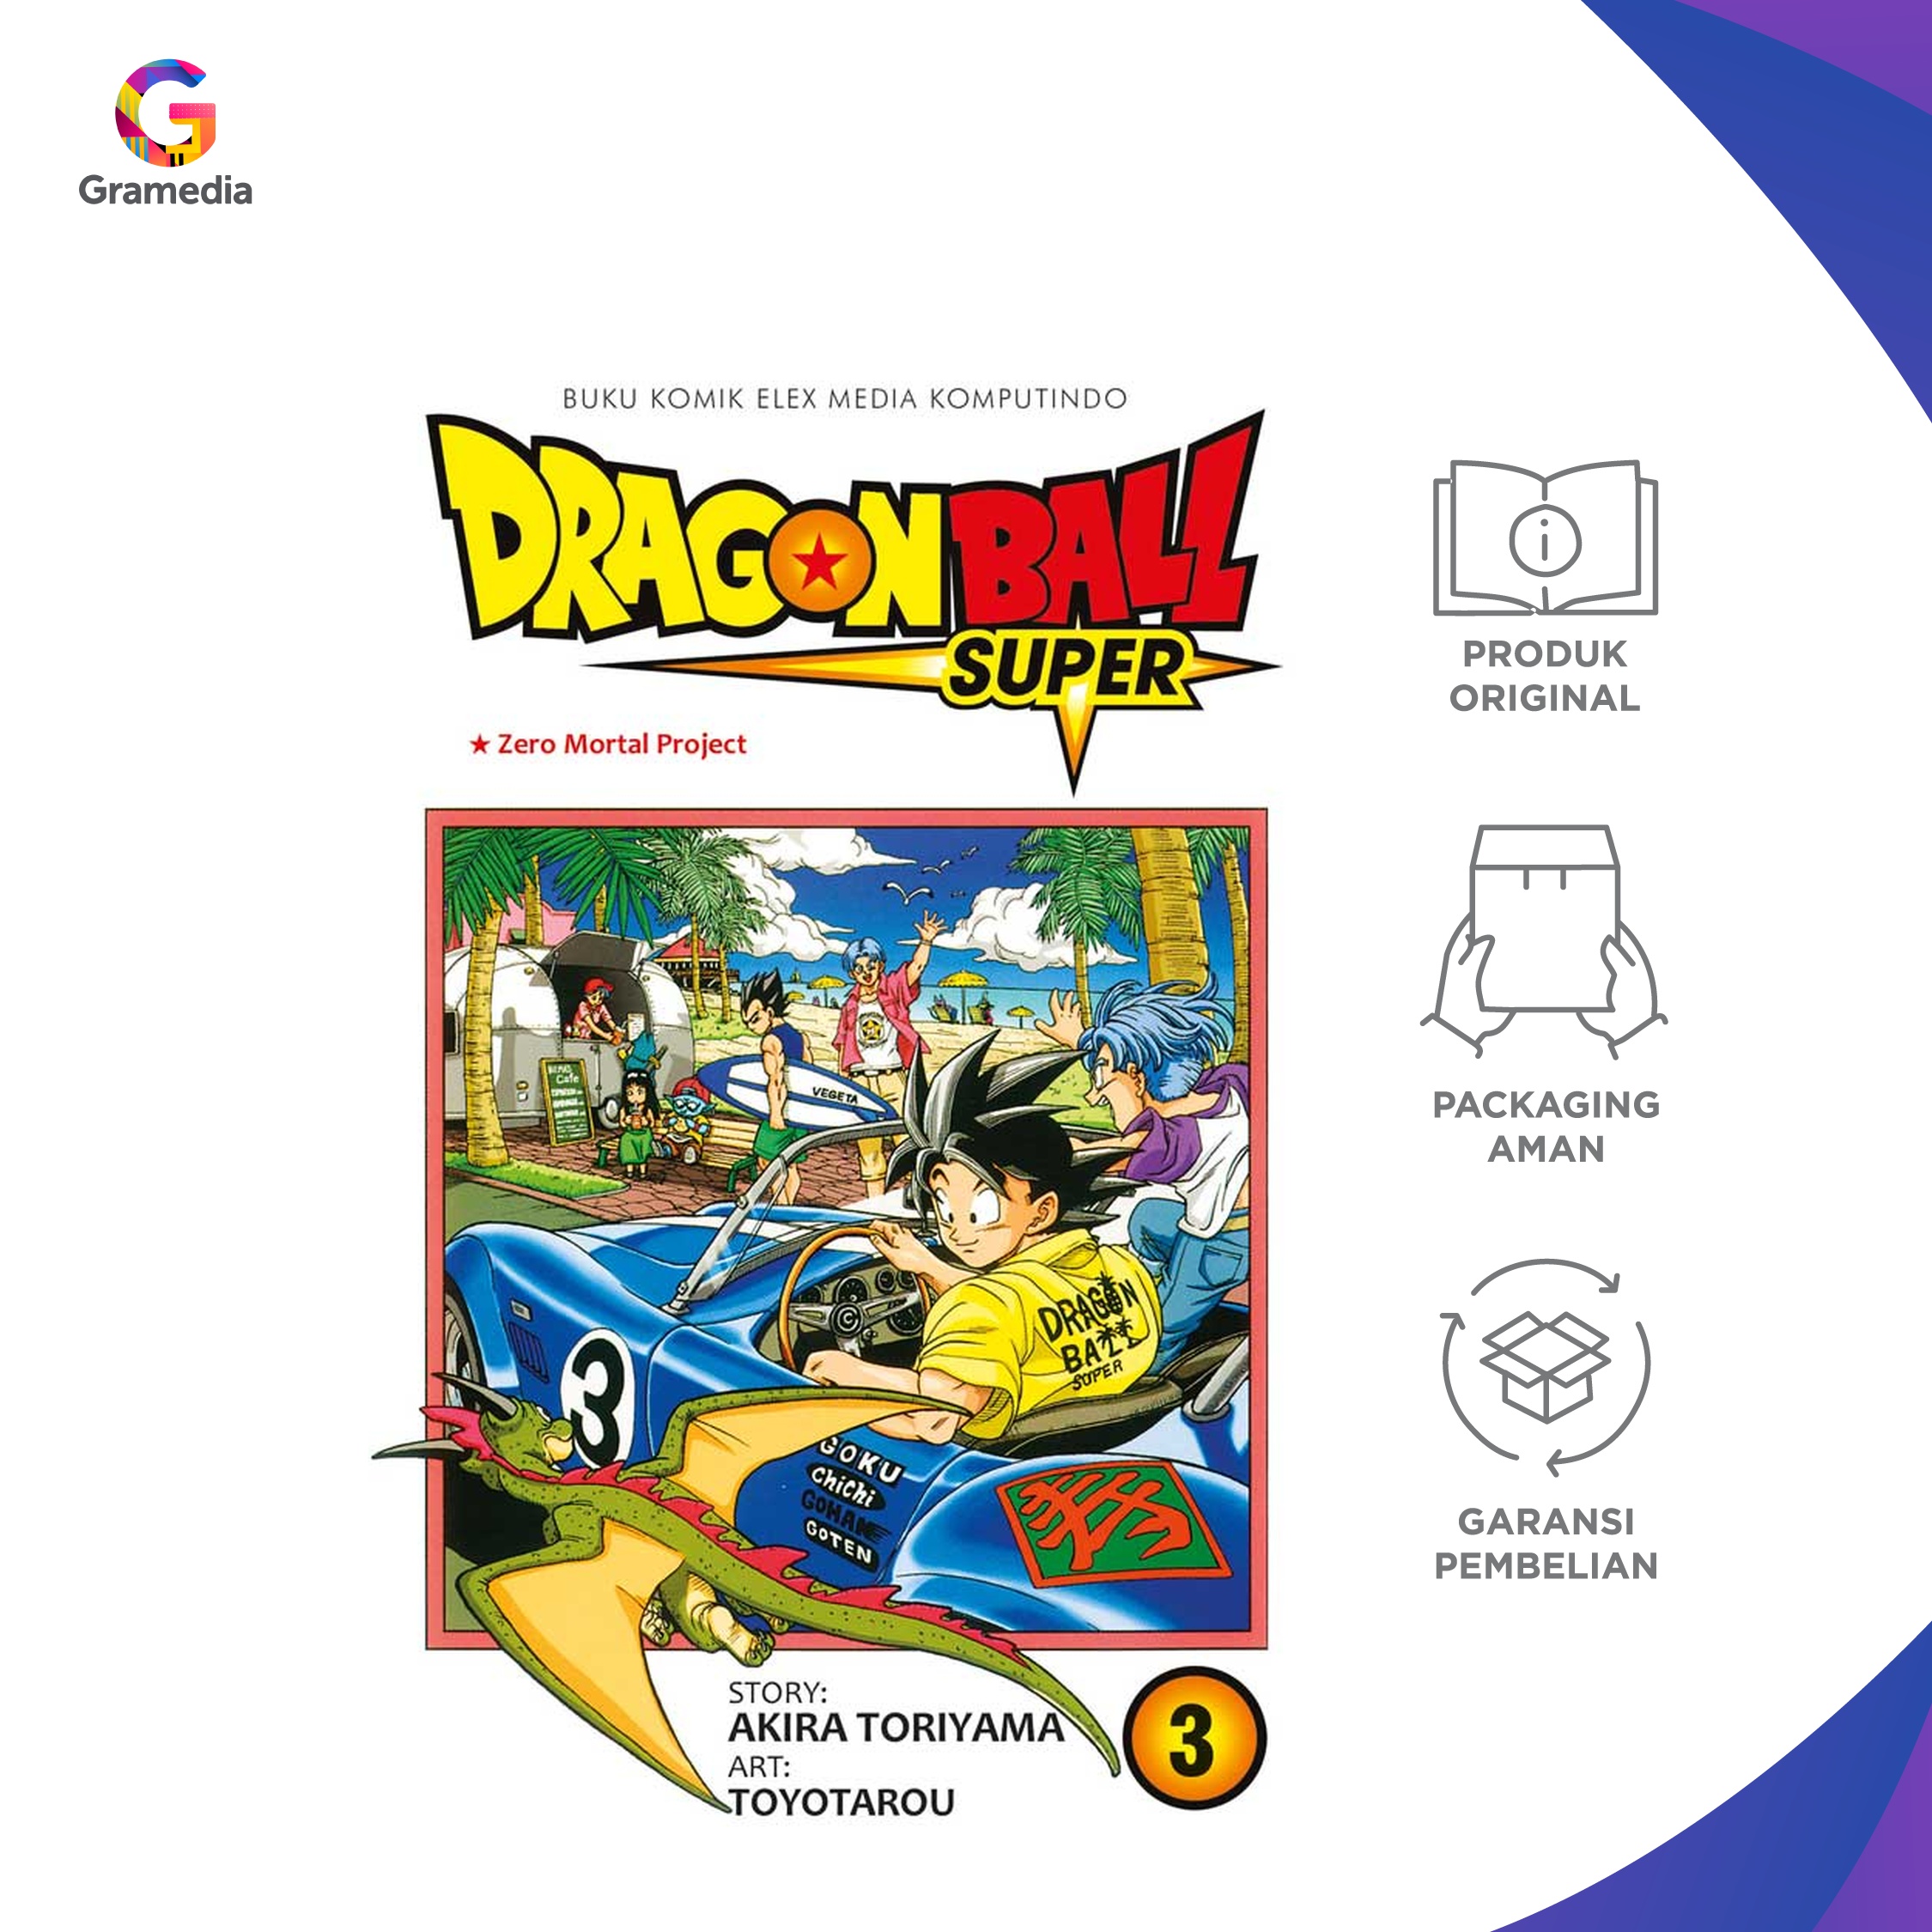 Gramedia
BUKU KOMIK ELEX MEDIA KOMPUTINDO
DRAGON BALL
SUPER
★ Zero Mortal Project
Cafe
VEGETA
DRAGON
BALL
SUPER
C
3
GOKU
CHiCHi
GOHAN
GOTEN
STORY:
AKIRA TORIYAMA
ART:
TOYOTAROU
3
PRODUK
ORIGINAL
PACKAGING
AMAN
GARANSI
PEMBELIAN